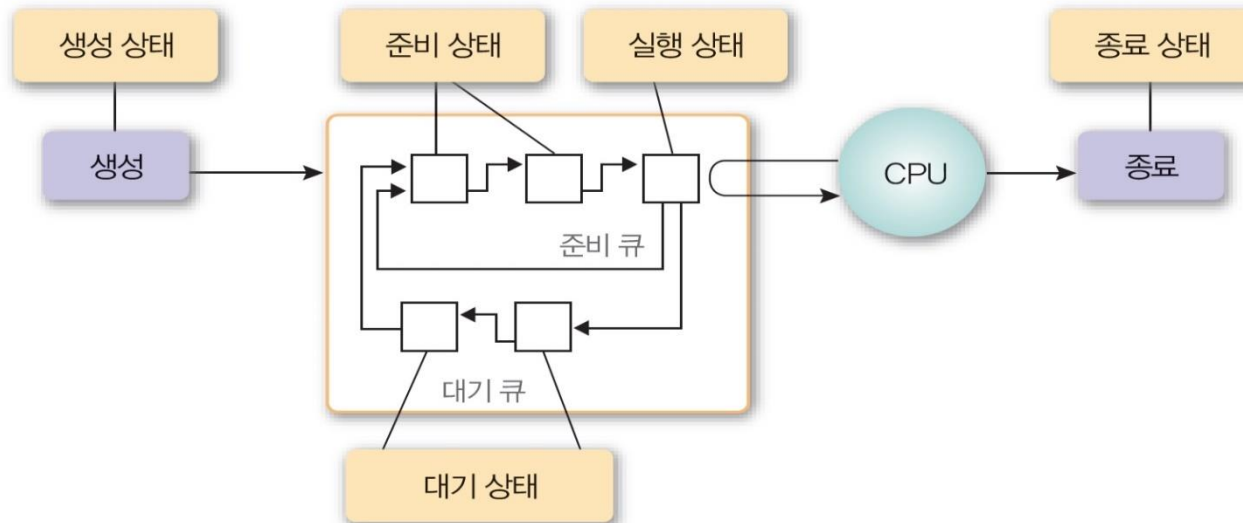 생성 상태
준비 상태
실행 상태
종료 상태
생성
CPU
종료
준비 큐
대기 큐
대기 상태